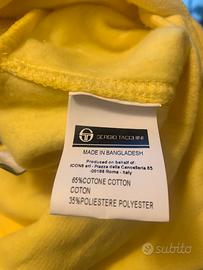 SERGIO TACCHINI
MADE IN BANGLADESH
Produced on behalf of:
ICONS srl - Piazza della Cancelleria 85
-00186 Roma - Italy
65%COTONE COTTON
COTON
35%POLIESTERE POLYESTER
subito